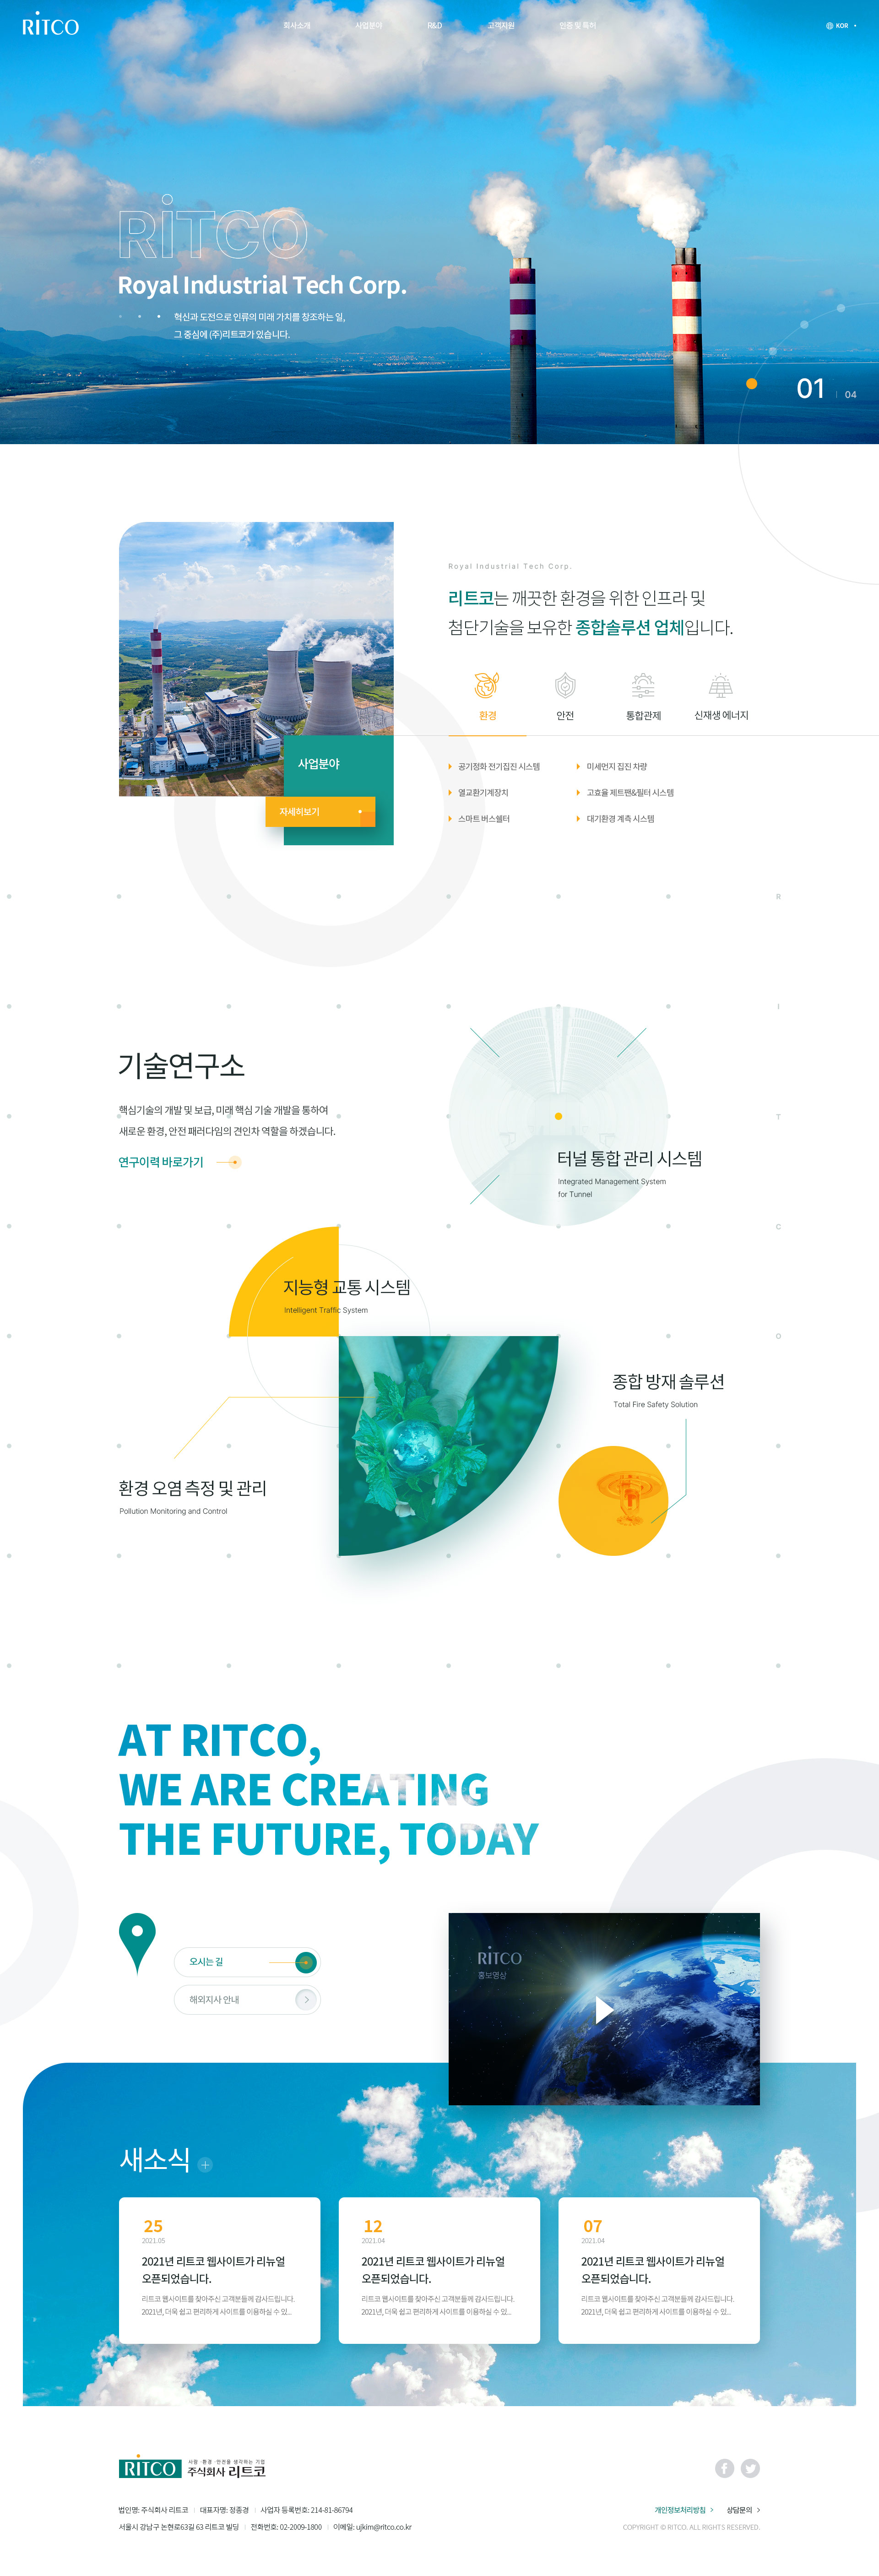 RiTCO
회사소개 사업분야 R&D 고객지원 인증 및 특허
KOR
RiTCO
Royal Industrial Tech Corp.
혁신과 도전으로 인류의 미래 가치를 창조하는 일,
그 중심에 (주)리트코가 있습니다.
01 | 04
Royal Industrial Tech Corp.
리트코는 깨끗한 환경을 위한 인프라 및
첨단기술을 보유한 종합솔루션 업체입니다.
환경 안전 통합관제 신재생 에너지
사업분야
자세히보기
공기정화 전기집진 시스템 미세먼지 집진 차량
열교환기계장치 고효율 제트팬&필터 시스템
스마트 버스쉘터 대기환경 계측 시스템
R
I
T
C
O
기술연구소
핵심기술의 개발 및 보급, 미래 핵심 기술 개발을 통하여
새로운 환경, 안전 패러다임의 견인차 역할을 하겠습니다.
연구이력 바로가기
터널 통합 관리 시스템
Integrated Management System
for Tunnel
지능형 교통 시스템
Intelligent Traffic System
종합 방재 솔루션
Total Fire Safety Solution
환경 오염 측정 및 관리
Pollution Monitoring and Control
AT RITCO,
WE ARE CREATING
THE FUTURE, TODAY
오시는 길
해외지사 안내
RiTCO
홍보영상
새소식
25
2021.05
2021년 리트코 웹사이트가 리뉴얼
오픈되었습니다.
리트코 웹사이트를 찾아주신 고객분들께 감사드립니다.
2021년, 더욱 쉽고 편리하게 사이트를 이용하실 수 있...
12
2021.04
2021년 리트코 웹사이트가 리뉴얼
오픈되었습니다.
리트코 웹사이트를 찾아주신 고객분들께 감사드립니다.
2021년, 더욱 쉽고 편리하게 사이트를 이용하실 수 있...
07
2021.04
2021년 리트코 웹사이트가 리뉴얼
오픈되었습니다.
리트코 웹사이트를 찾아주신 고객분들께 감사드립니다.
2021년, 더욱 쉽고 편리하게 사이트를 이용하실 수 있...
RiTCO
사람·환경·안전을 생각하는 기업
주식회사 리트코
법인명: 주식회사 리트코 | 대표자명: 정종경 | 사업자 등록번호: 214-81-86794
서울시 강남구 논현로63길 63 리트코 빌딩 | 전화번호: 02-2009-1800 | 이메일: ujkim@ritco.co.kr
개인정보처리방침 > 상담문의 >
COPYRIGHT © RITCO. ALL RIGHTS RESERVED.